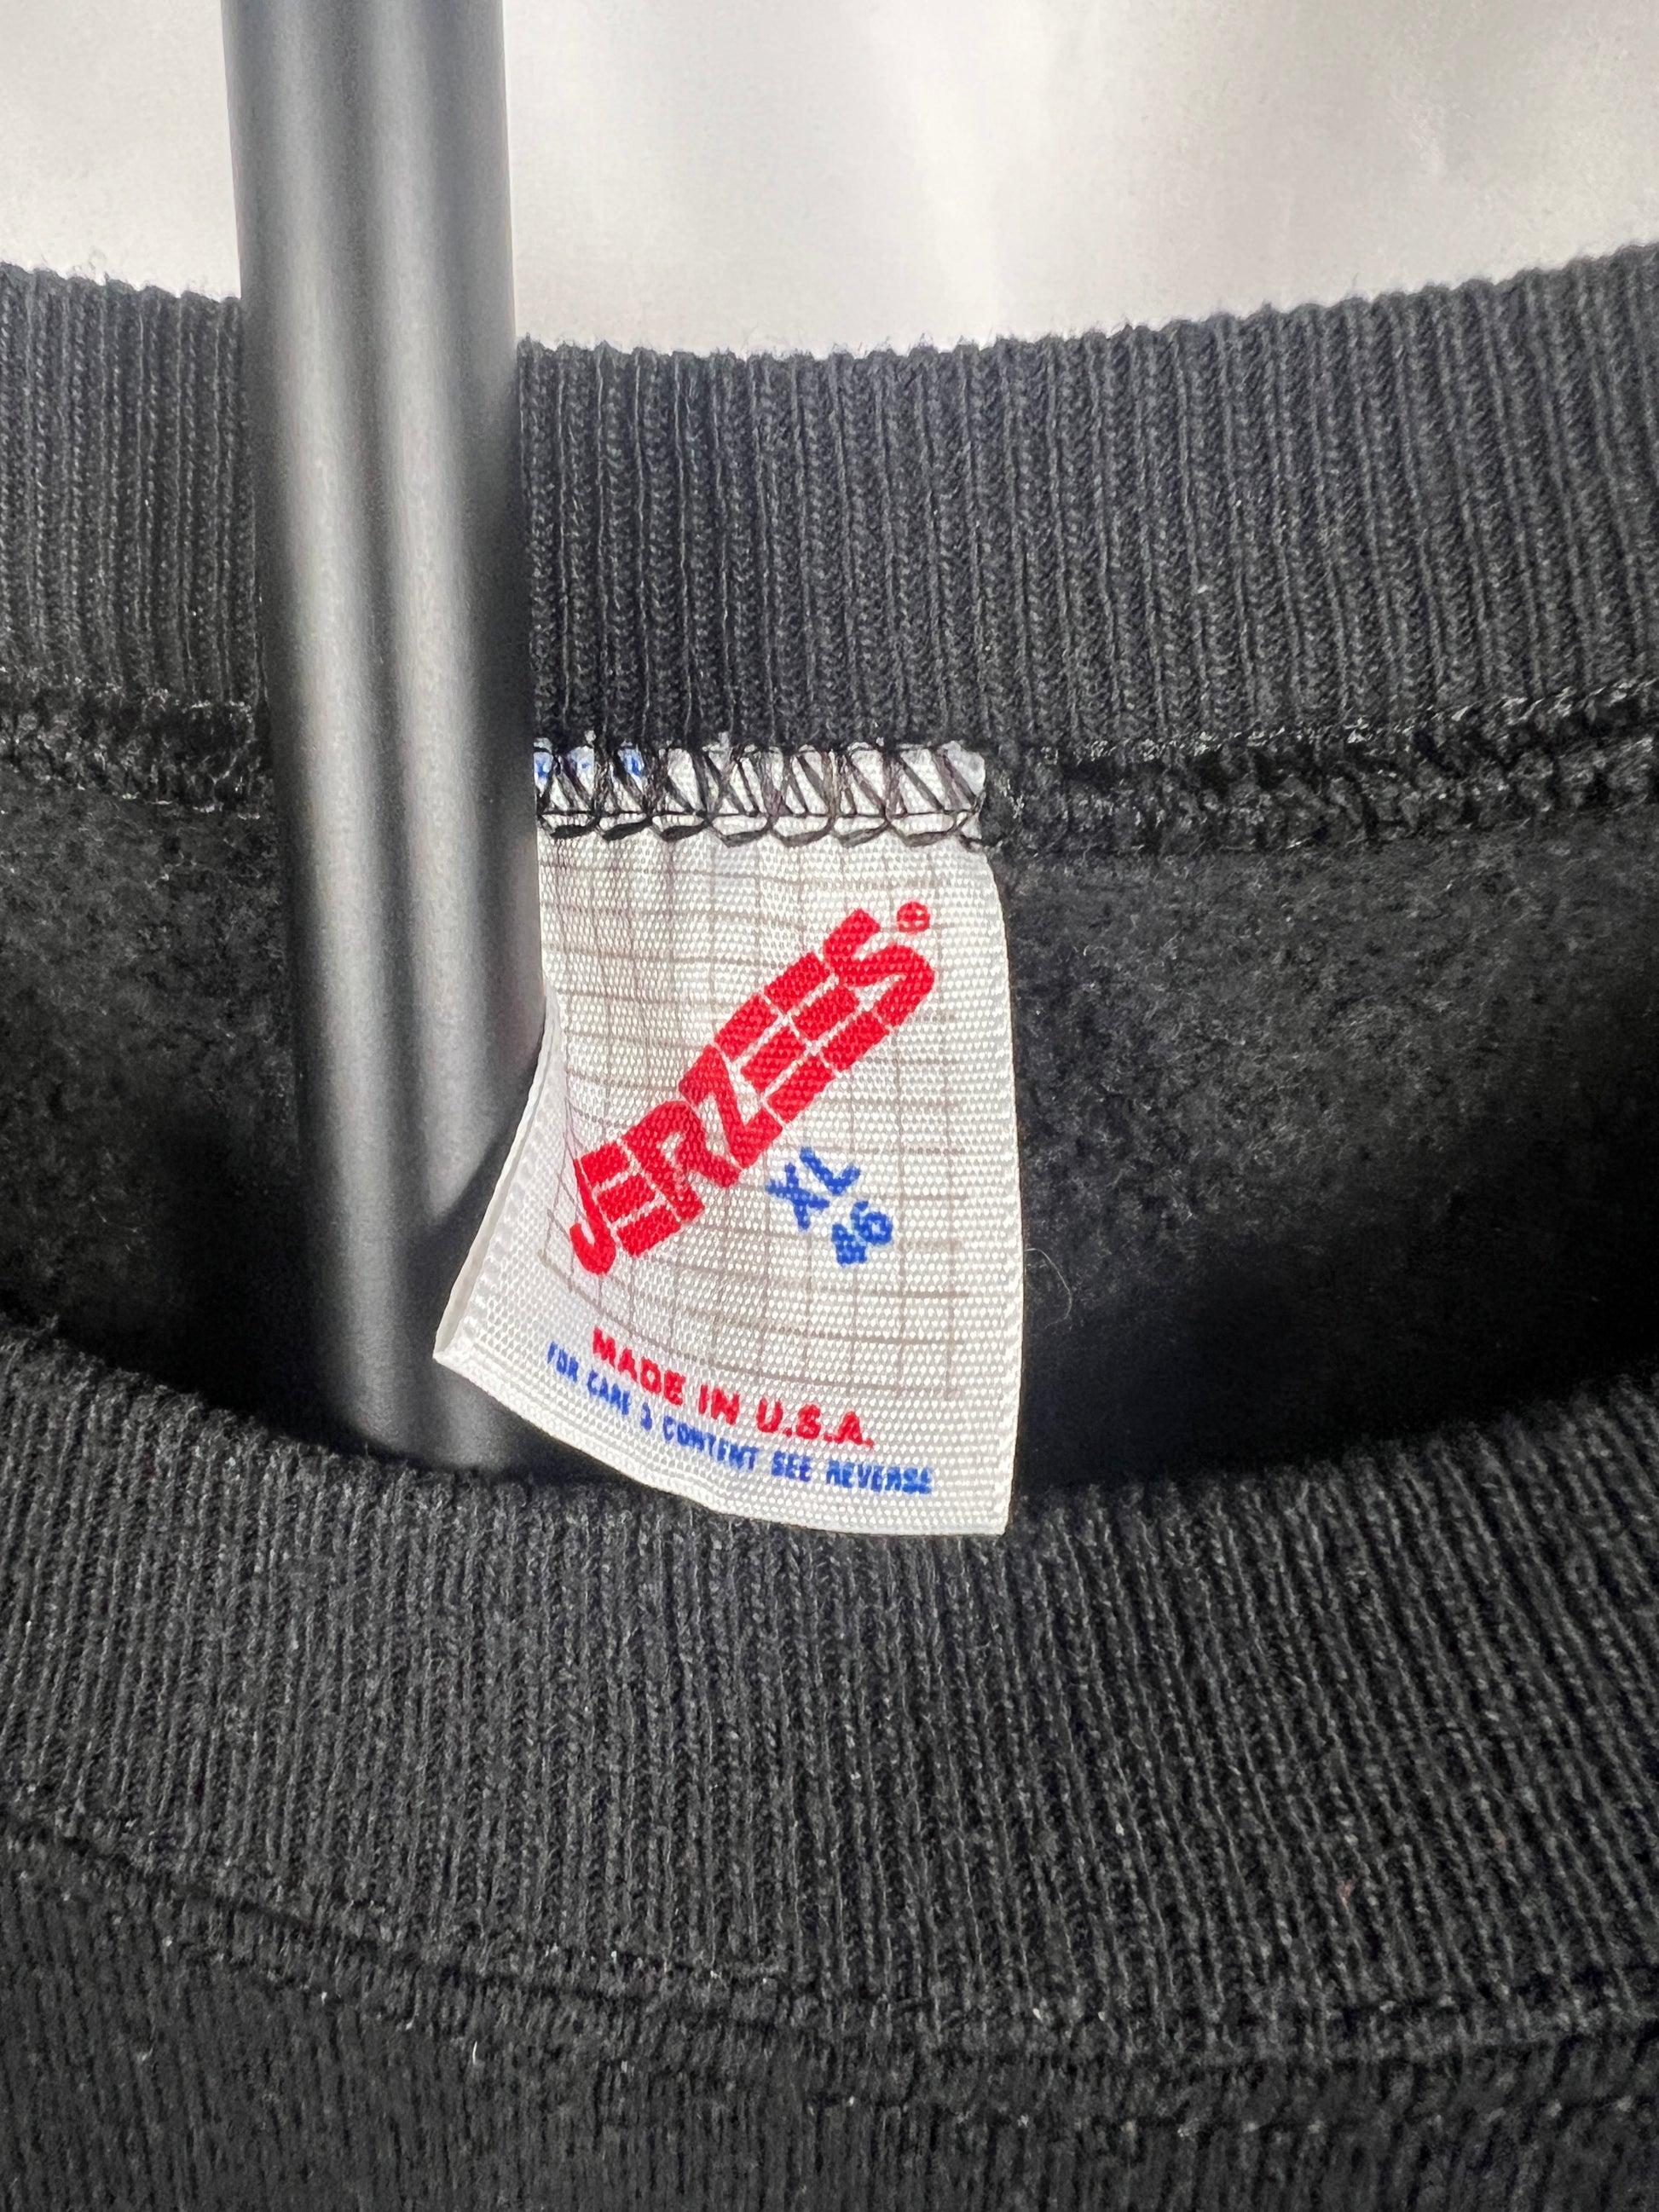 JERZEES®
XL
46
MADE IN U.S.A.
FOR CARE & CONTENT SEE REVERSE